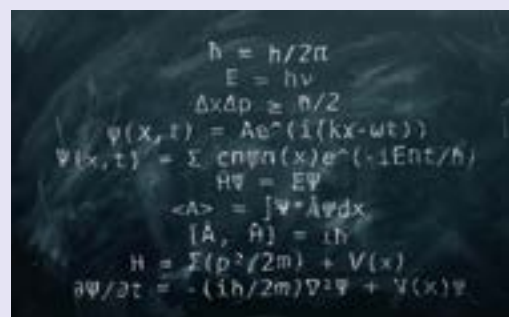 ħ = h/2π
E = hν
ΔxΔp ≥ ħ/2
ψ(x,t) = Ae^(i(kx-ωt))
Ψ(x,t) = Σ cnψn(x)e^(-iEnt/ħ)
HΨ = EΨ
<A> = ∫Ψ*ÂΨdx
[A, Ĥ] = iħ
H = Σ(p²/2m) + V(x)
∂Ψ/∂t = -(iħ/2m)∇²Ψ + V(x)Ψ